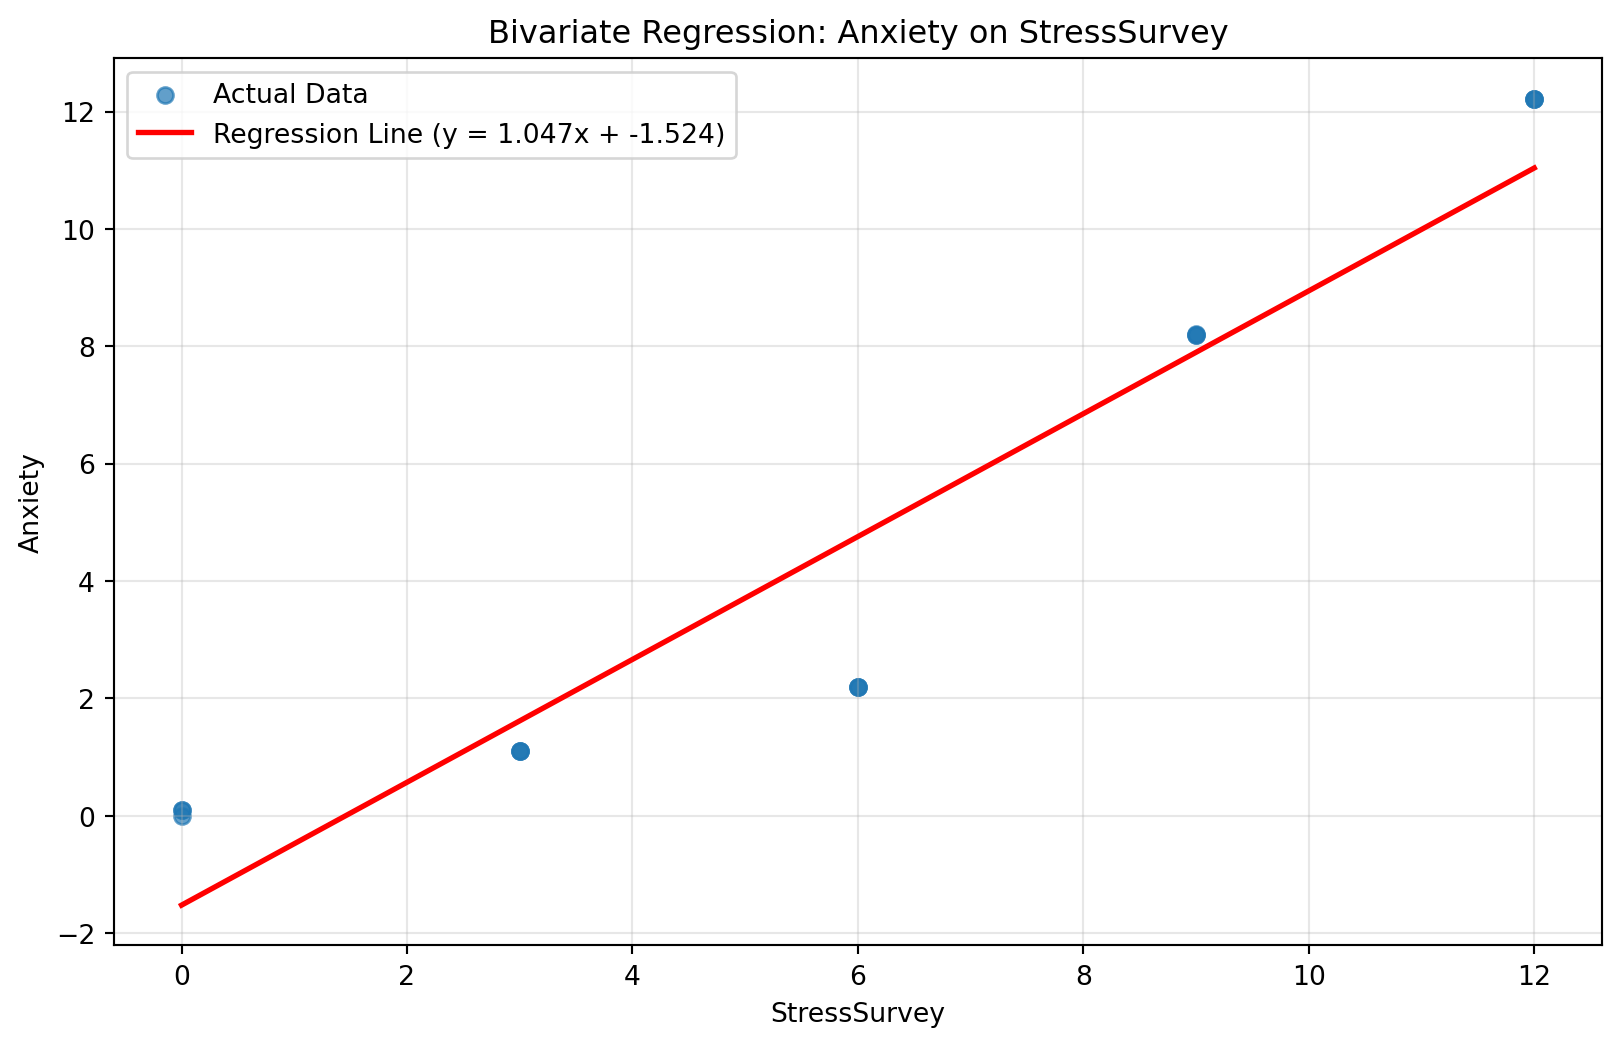 Bivariate Regression: Anxiety on StressSurvey
Actual Data
Regression Line (y = 1.047x + -1.524)
12
10
8
6
4
2
0
−2
Anxiety
0 2 4 6 8 10 12
StressSurvey